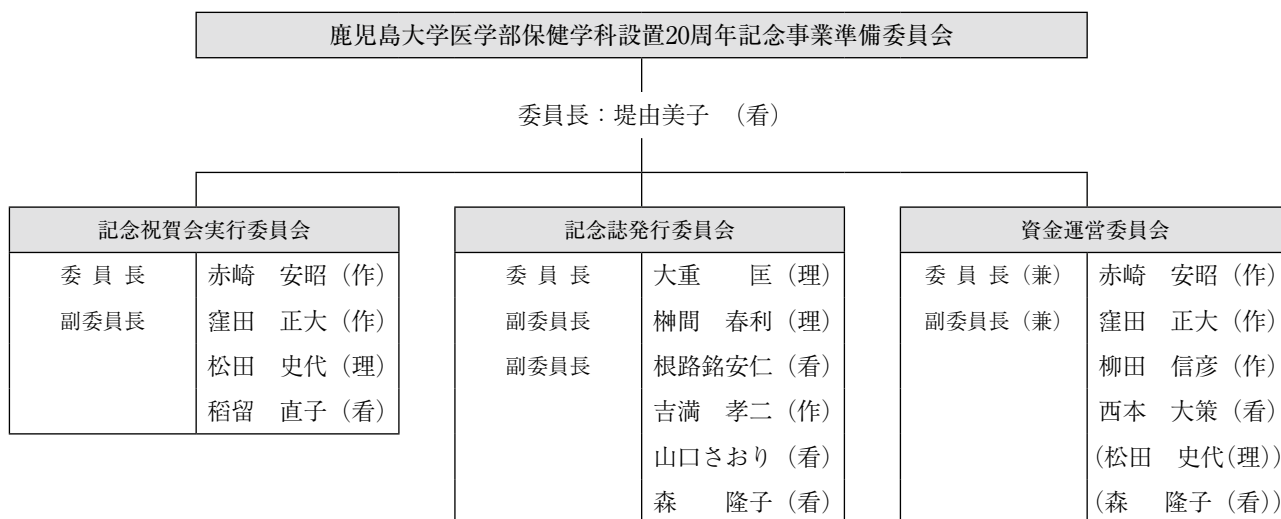 鹿児島大学医学部保健学科設置20周年記念事業準備委員会
委員長：堤由美子　（看）
記念祝賀会実行委員会
委 員 長　赤崎　安昭（作）
副委員長　窪田　正大（作）
松田　史代（理）
稲留　直子（看）
記念誌発行委員会
委 員 長　大重　　匡（理）
副委員長　榊間　春利（理）
副委員長　根路銘安仁（看）
吉満　孝二（作）
山口さおり（看）
森　　隆子（看）
資金運営委員会
委 員 長（兼）　赤崎　安昭（作）
副委員長（兼）　窪田　正大（作）
柳田　信彦（作）
西本　大策（看）
(松田　史代(理))
(森　　隆子（看))